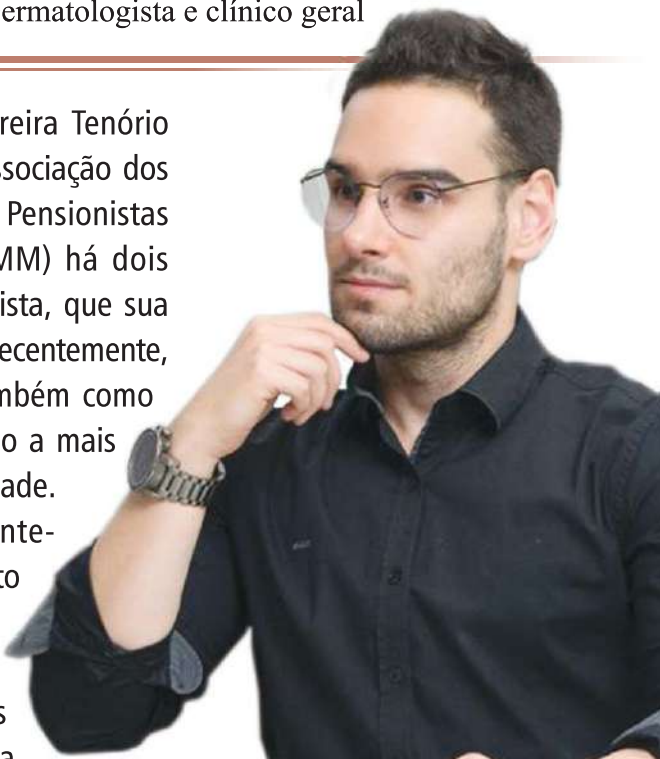 ermatologista e clínico geral
reira Tenório
ssociação dos
Pensionistas
MM) há dois
ista, que sua
ecentemente,
mbém como
o a mais
ade.
nte-
to
s
a